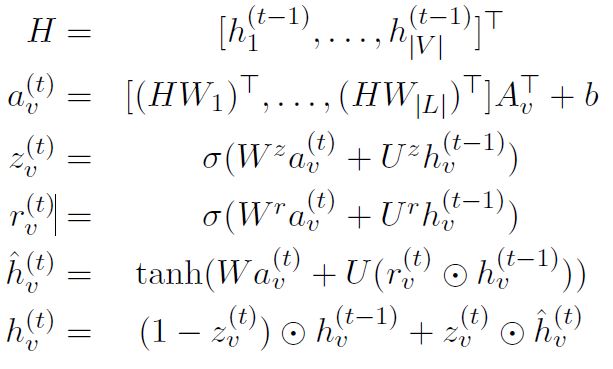 H = [h_1^{(t-1)}, ..., h_{|V|}^{(t-1)}]^⊤
a_v^{(t)} = [(HW_1)^⊤, ..., (HW_{|L|})^⊤]A_v^⊤ + b
z_v^{(t)} = σ(W^z a_v^{(t)} + U^z h_v^{(t-1)})
r_v^{(t)} = σ(W^r a_v^{(t)} + U^r h_v^{(t-1)})
ĥ_v^{(t)} = tanh(W a_v^{(t)} + U(r_v^{(t)} ⊙ h_v^{(t-1)}))
h_v^{(t)} = (1 − z_v^{(t)}) ⊙ h_v^{(t-1)} + z_v^{(t)} ⊙ ĥ_v^{(t)}